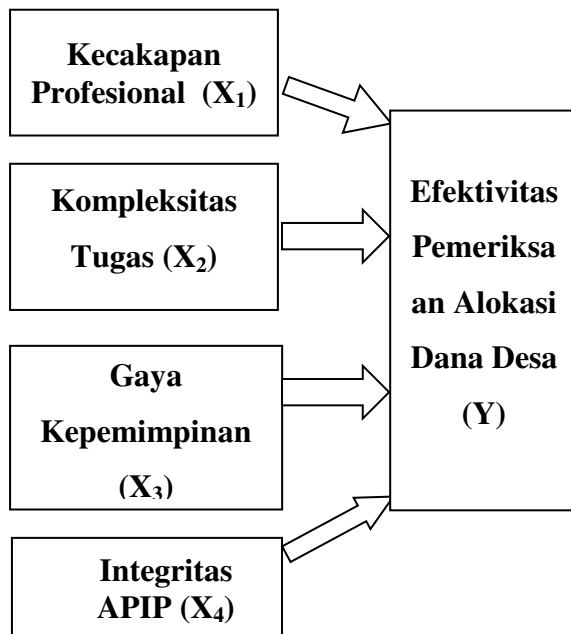 Kecakapan
Profesional (X₁)
Kompleksitas
Tugas (X₂)
Gaya
Kepemimpinan
(X₃)
Integritas
APIP (X₄)
Efektivitas
Pemeriksa
an Alokasi
Dana Desa
(Y)